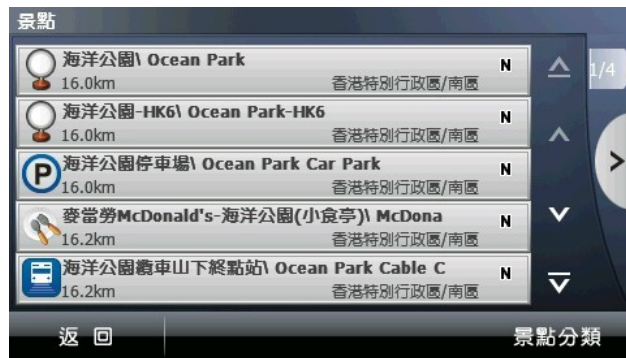 景點
海洋公園\ Ocean Park
N
16.0km 香港特別行政區/南區
1/4
海洋公園-HK6\ Ocean Park-HK6
N
16.0km 香港特別行政區/南區
P
海洋公園停車場\ Ocean Park Car Park
N
16.0km 香港特別行政區/南區
麥當勞McDonald's-海洋公園(小食亭)\ McDona
N
16.2km 香港特別行政區/南區
海洋公園纜車山下終點站\ Ocean Park Cable C
N
16.2km 香港特別行政區/南區
返 回 景點分類